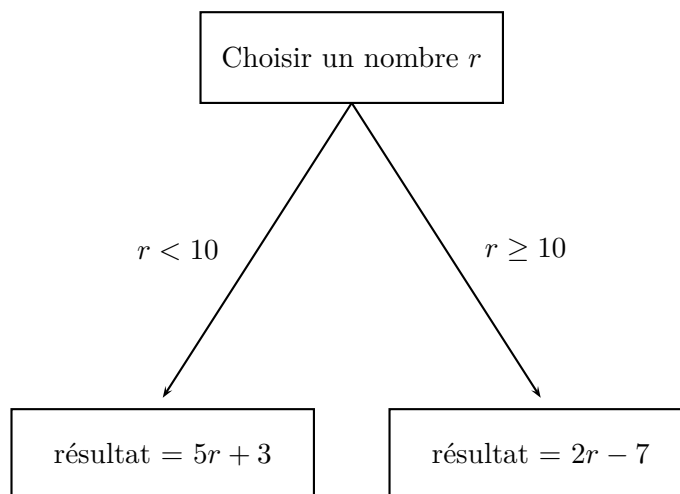 Choisir un nombre r
r < 10
r ≥ 10
résultat = 5r + 3
résultat = 2r − 7